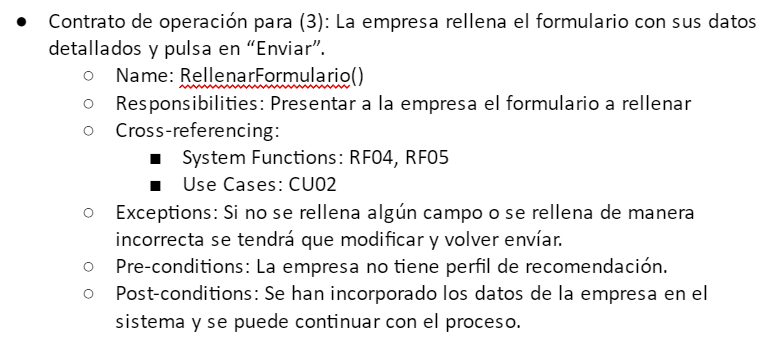 ● Contrato de operación para (3): La empresa rellena el formulario con sus datos
detallados y pulsa en “Enviar”.
○ Name: RellenarFormulario()
○ Responsibilities: Presentar a la empresa el formulario a rellenar
○ Cross-referencing:
■ System Functions: RF04, RF05
■ Use Cases: CU02
○ Exceptions: Si no se rellena algún campo o se rellena de manera
incorrecta se tendrá que modificar y volver envíar.
○ Pre-conditions: La empresa no tiene perfil de recomendación.
○ Post-conditions: Se han incorporado los datos de la empresa en el
sistema y se puede continuar con el proceso.